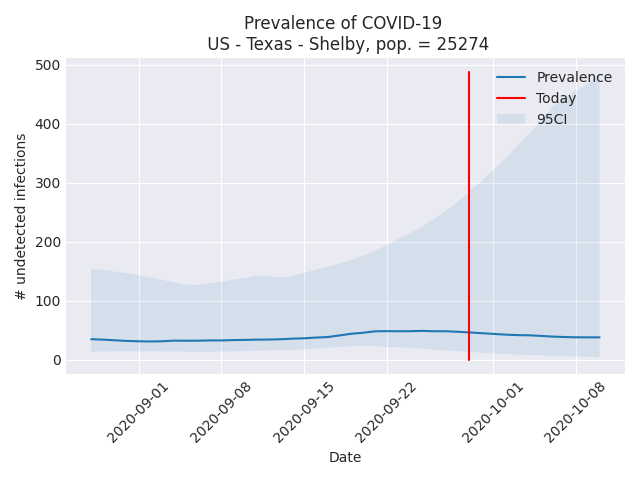 Prevalence of COVID-19
US - Texas - Shelby, pop. = 25274
Prevalence
Today
95CI
500
400
300
200
100
0
# undetected infections
2020-09-01
2020-09-08
2020-09-15
2020-09-22
2020-10-01
2020-10-08
Date